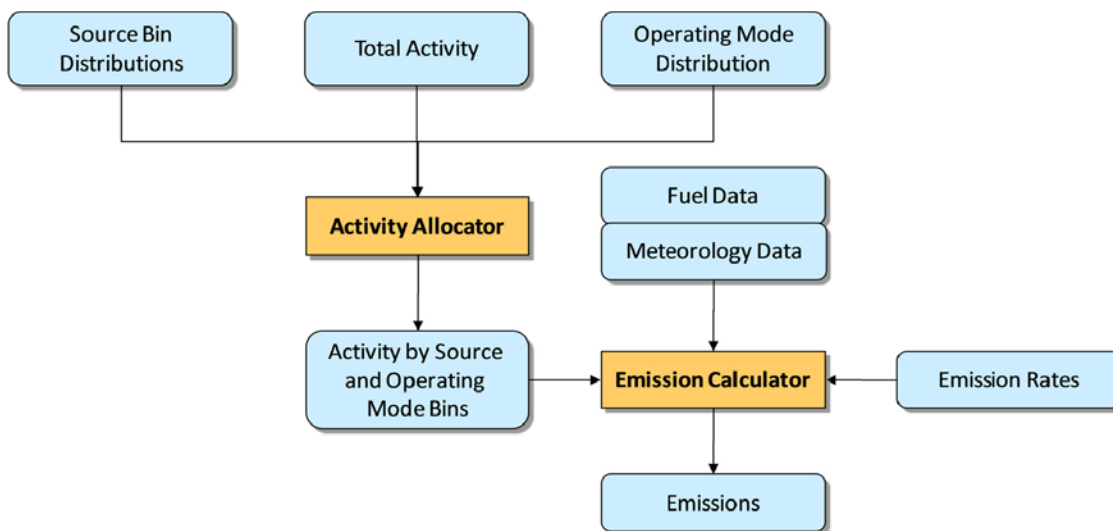 Source Bin
Distributions
Total Activity
Operating Mode
Distribution
Activity Allocator
Fuel Data
Meteorology Data
Activity by Source
and Operating
Mode Bins
Emission Calculator
Emission Rates
Emissions